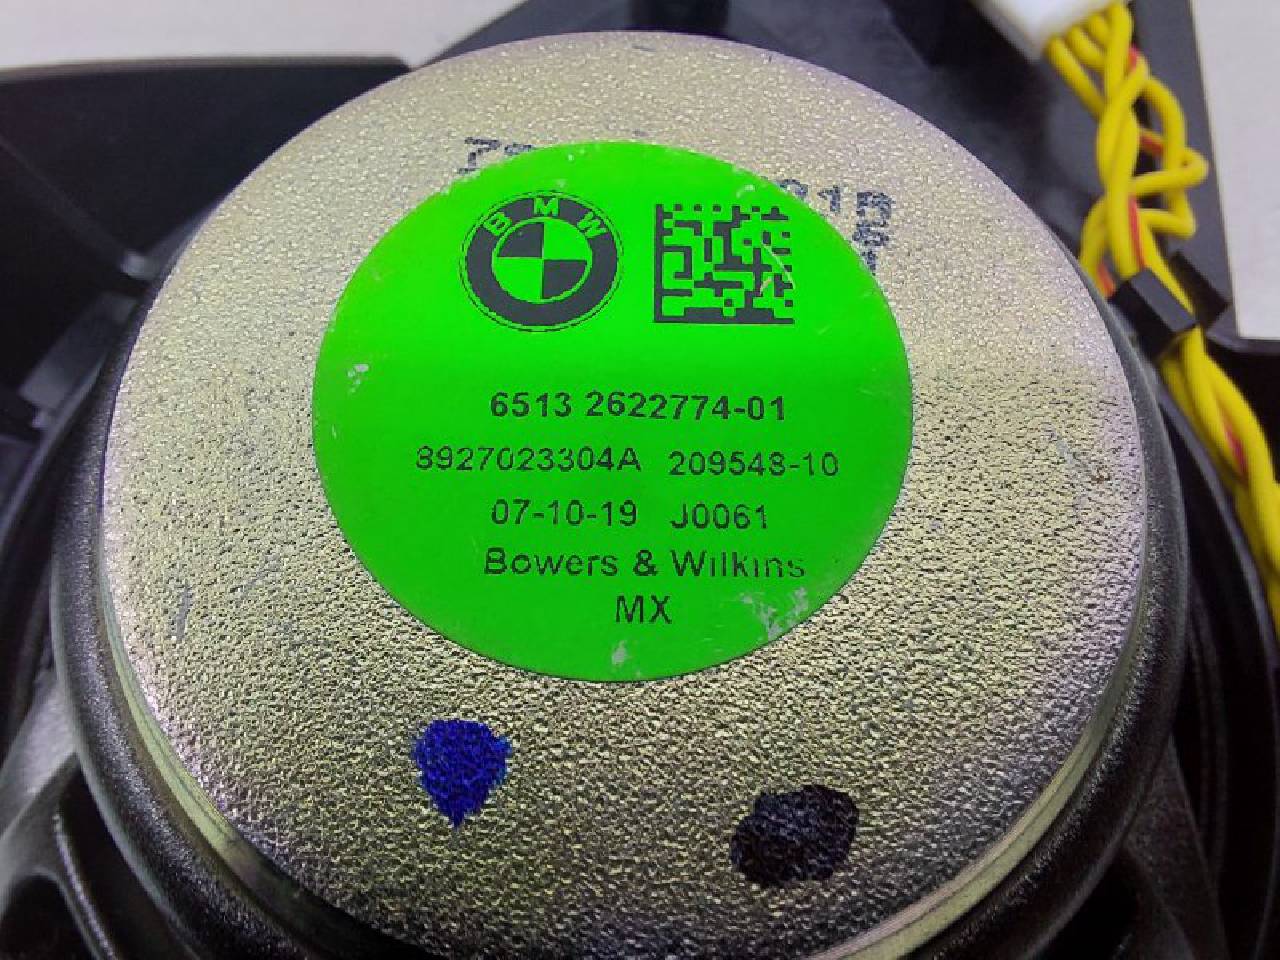 BMW
6513 2622774-01
8927023304A 209548-10
07-10-19 J0061
Bowers & Wilkins
MX